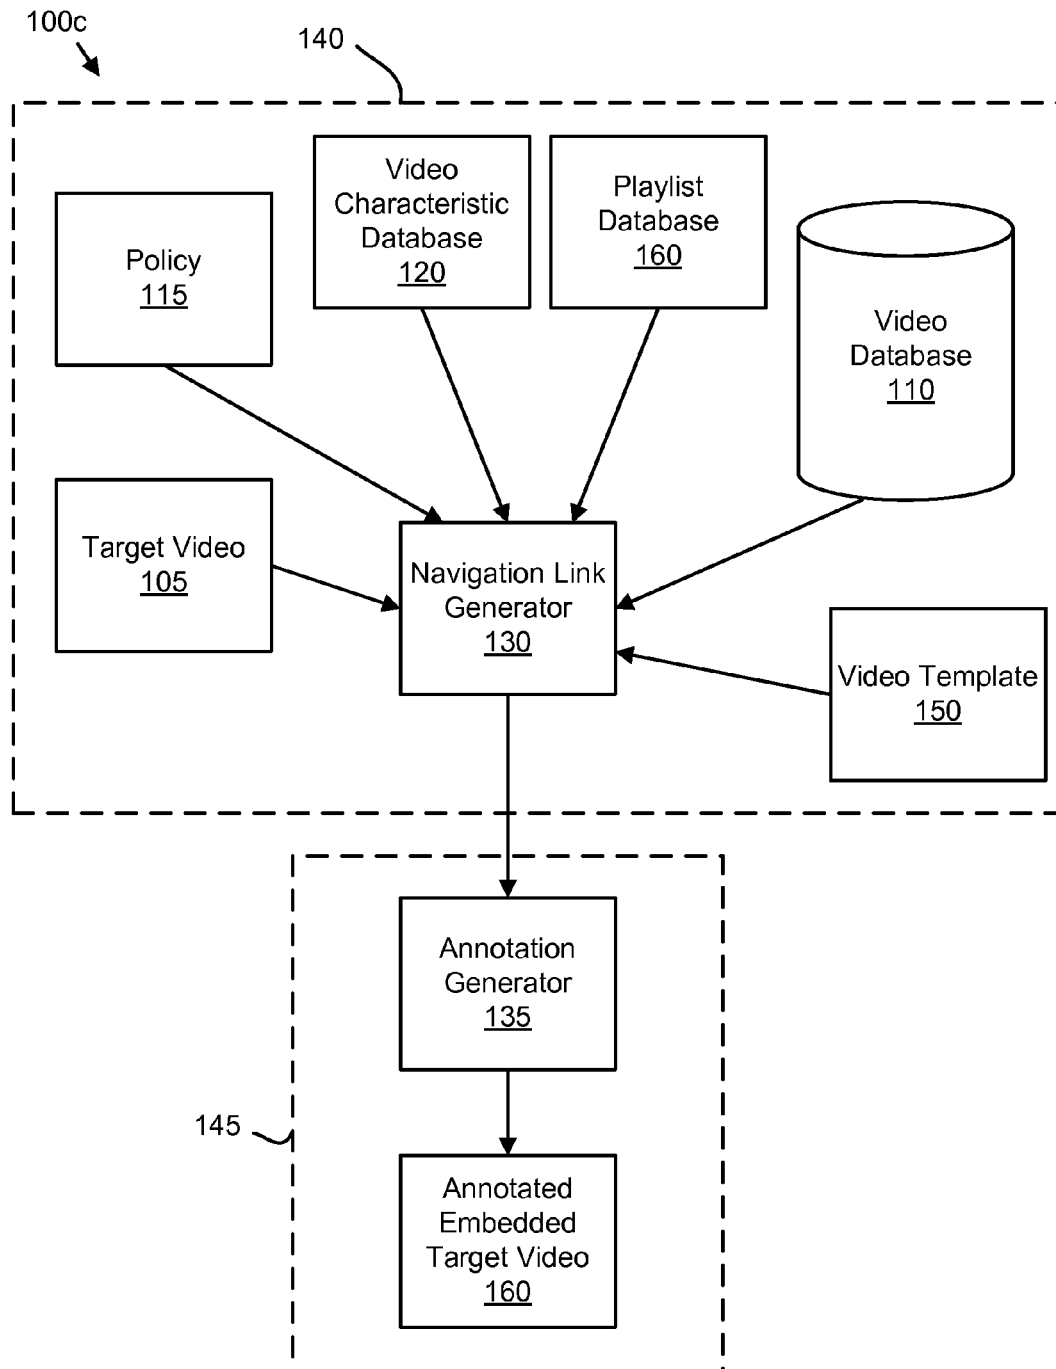 100c
140
Policy
115
Video
Characteristic
Database
120
Playlist
Database
160
Video
Database
110
Target Video
105
Navigation Link
Generator
130
Video Template
150
Annotation
Generator
135
145
Annotated
Embedded
Target Video
160